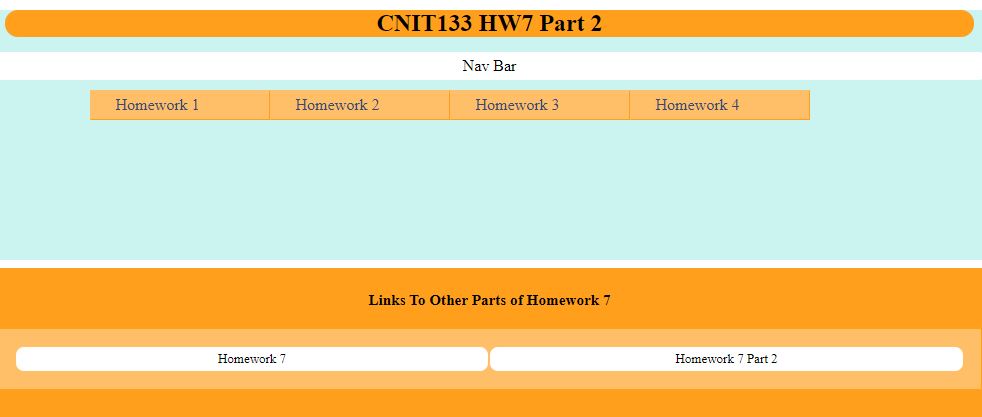 CNIT133 HW7 Part 2
Nav Bar
Homework 1 Homework 2 Homework 3 Homework 4
Links To Other Parts of Homework 7
Homework 7 Homework 7 Part 2